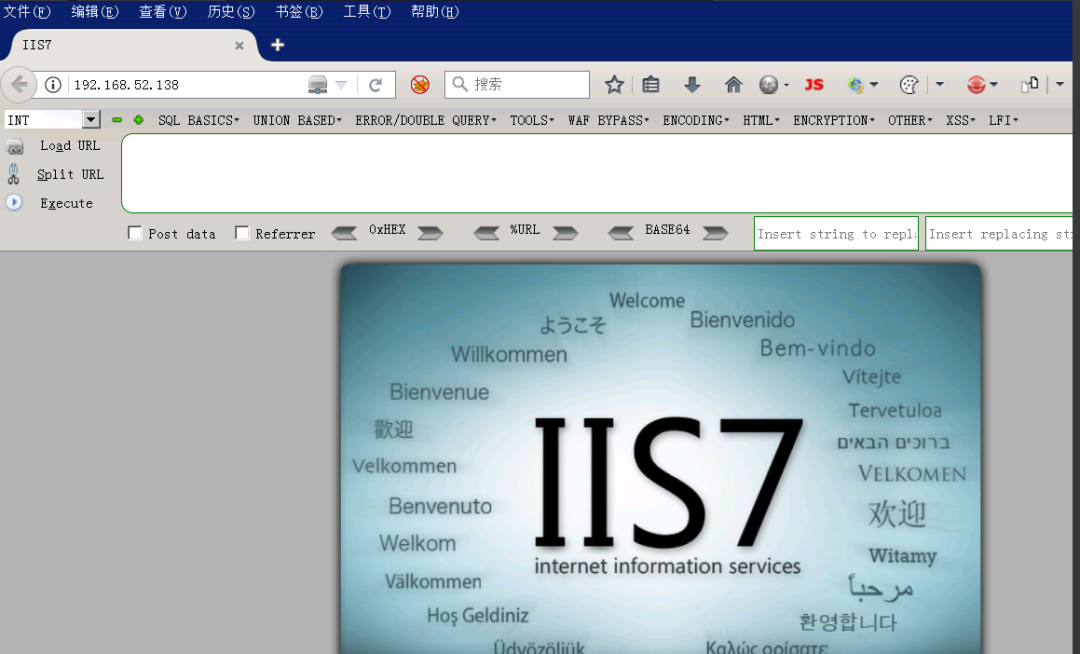 文件(F) 编辑(E) 查看(V) 历史(S) 书签(B) 工具(T) 帮助(H)
IIS7
192.168.52.138 搜索 JS
INT SQL BASICS UNION BASED ERROR/DOUBLE QUERY TOOLS WAF BYPASS ENCODING HTML ENCRYPTION OTHER XSS LFI
Load URL
Split URL
Execute
Post data Referrer 0xHEX %URL BASE64 Insert string to repl Insert replacing str
Welcome
ようこそ Bienvenido
Willkommen Bem-vindo
Bienvenue Vítejte
歡迎 Tervetuloa
ברוכים הבאים
Velkommen VELKOMEN
IIS7
Benvenuto 欢迎
Welkom Witamy
internet information services
Välkommen مرحباً
Hoş Geldiniz 환영합니다
Üdvözöljük Καλώς ορίσατε